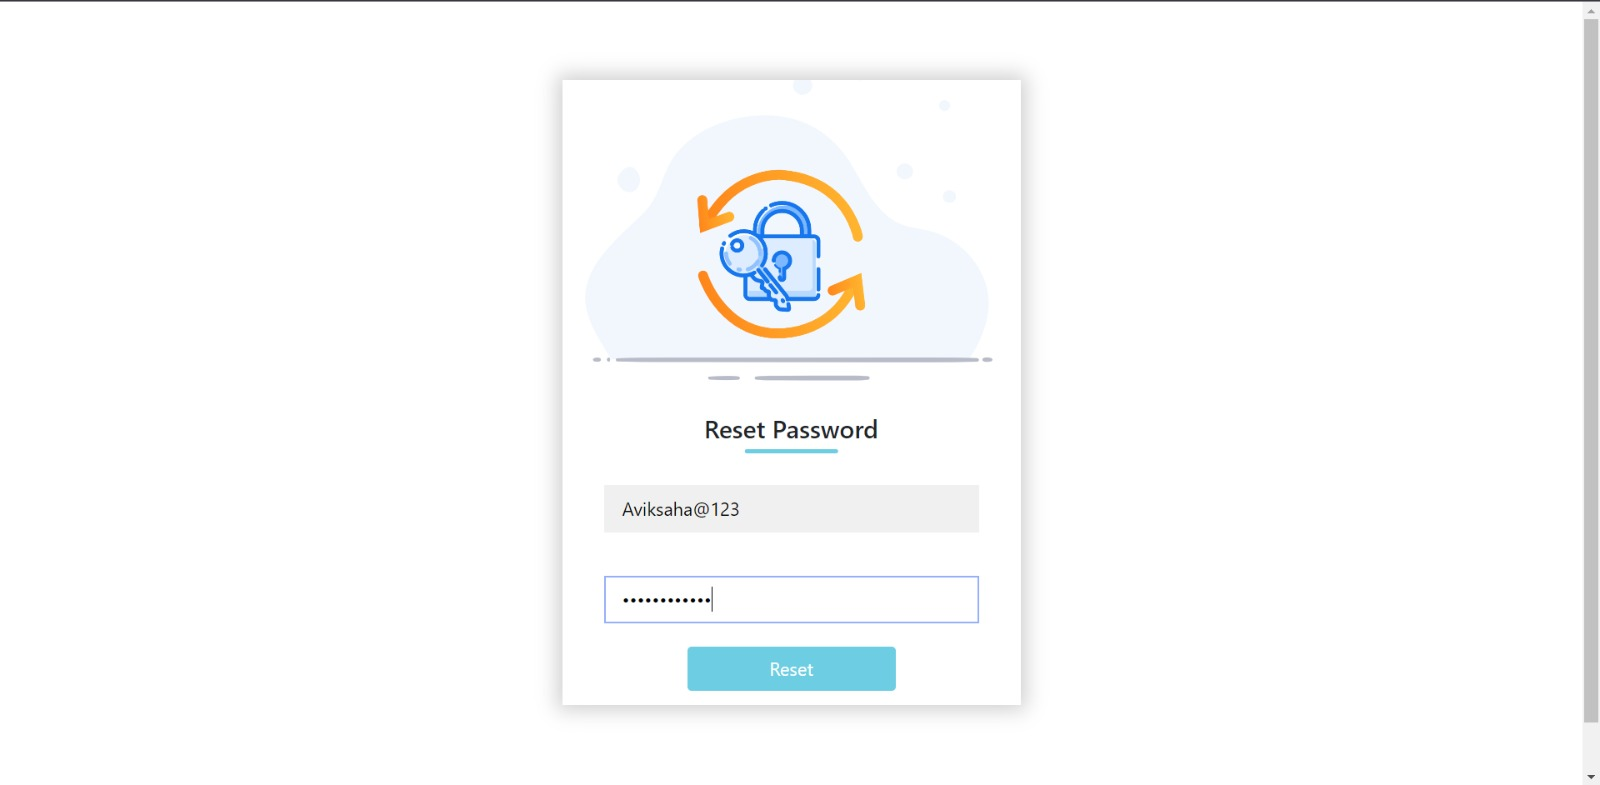 Reset Password
Aviksaha@123
••••••••••••
Reset